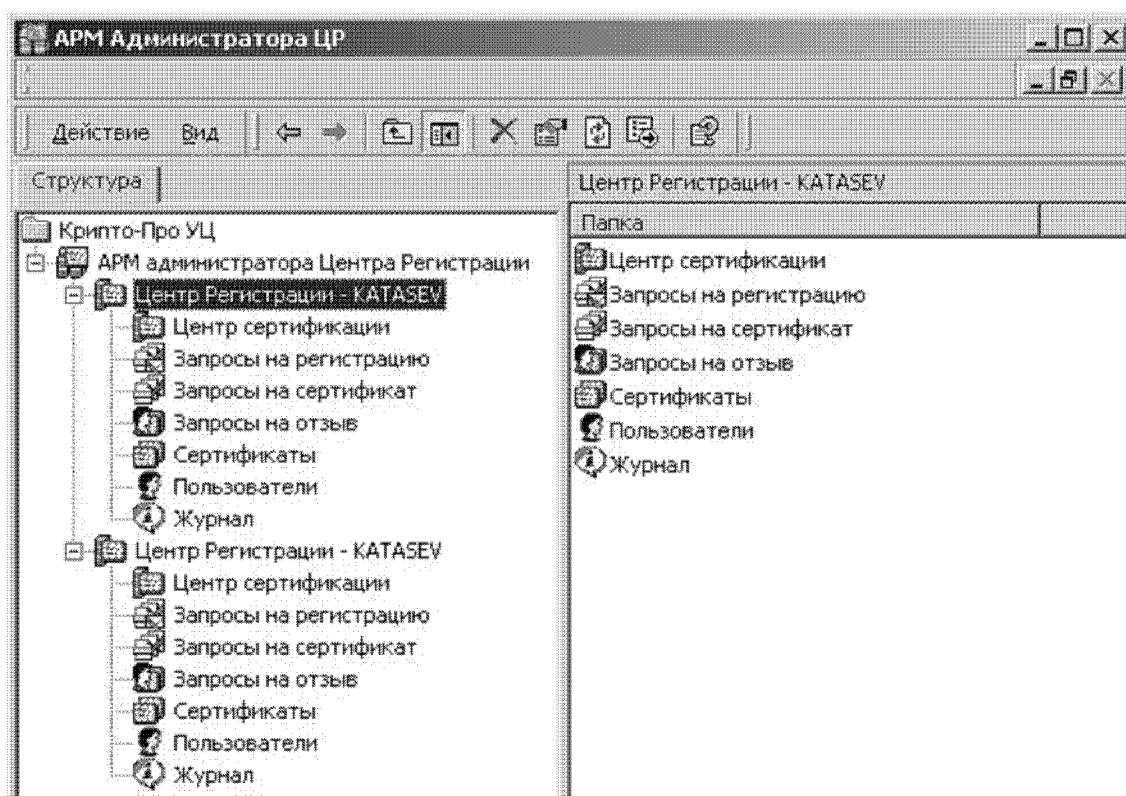 АРМ Администратора ЦР
Действие Вид
Структура
Крипто-Про УЦ
АРМ администратора Центра Регистрации
Центр Регистрации - KATASEV
Центр сертификации
Запросы на регистрацию
Запросы на сертификат
Запросы на отзыв
Сертификаты
Пользователи
Журнал
Центр Регистрации - KATASEV
Центр сертификации
Запросы на регистрацию
Запросы на сертификат
Запросы на отзыв
Сертификаты
Пользователи
Журнал
Центр Регистрации - KATASEV
Папка
Центр сертификации
Запросы на регистрацию
Запросы на сертификат
Запросы на отзыв
Сертификаты
Пользователи
Журнал